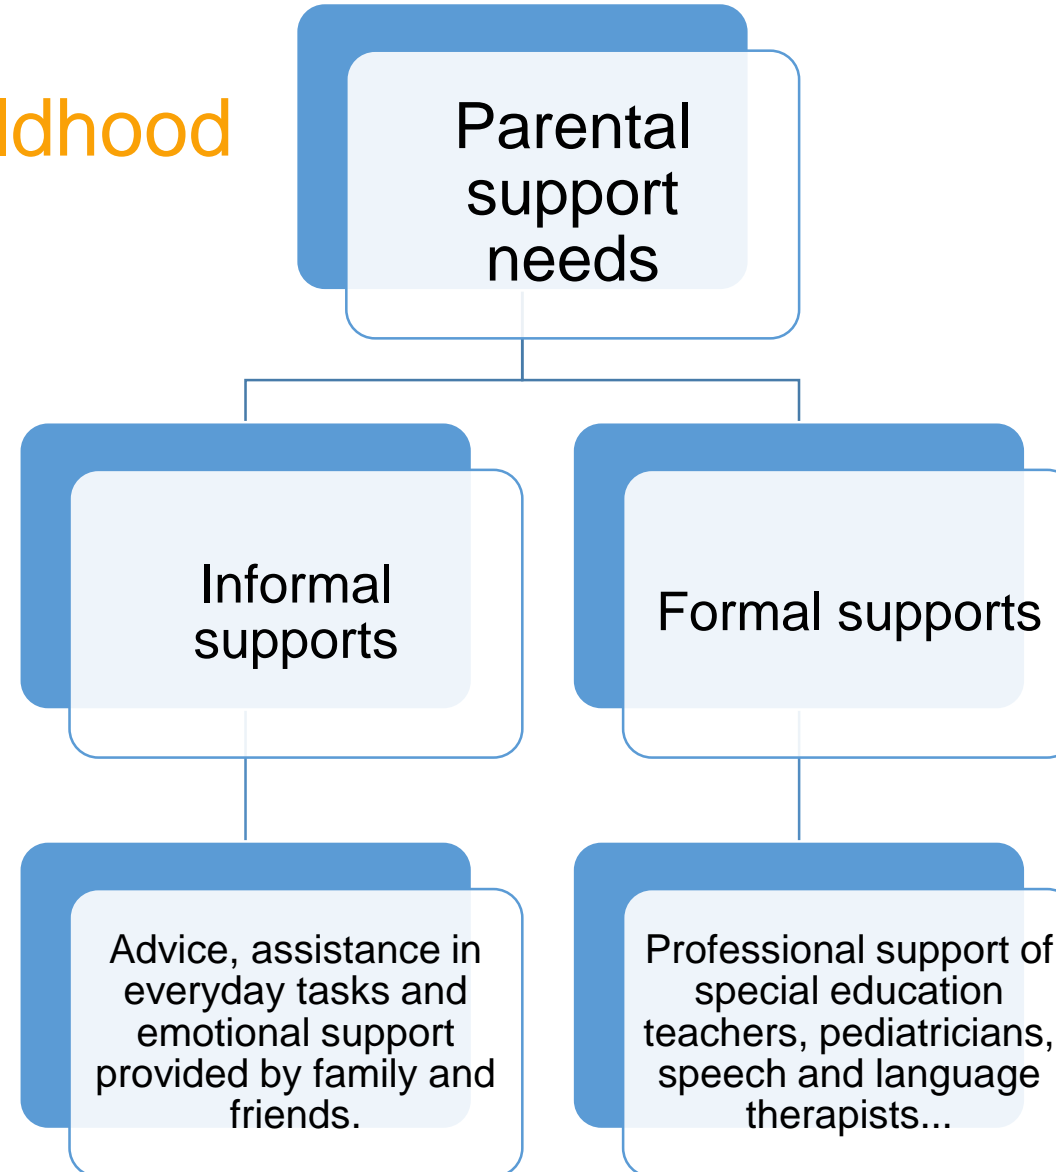 ldhood
Parental
support
needs
Informal
supports
Formal supports
Advice, assistance in
everyday tasks and
emotional support
provided by family and
friends.
Professional support of
special education
teachers, pediatricians,
speech and language
therapists...